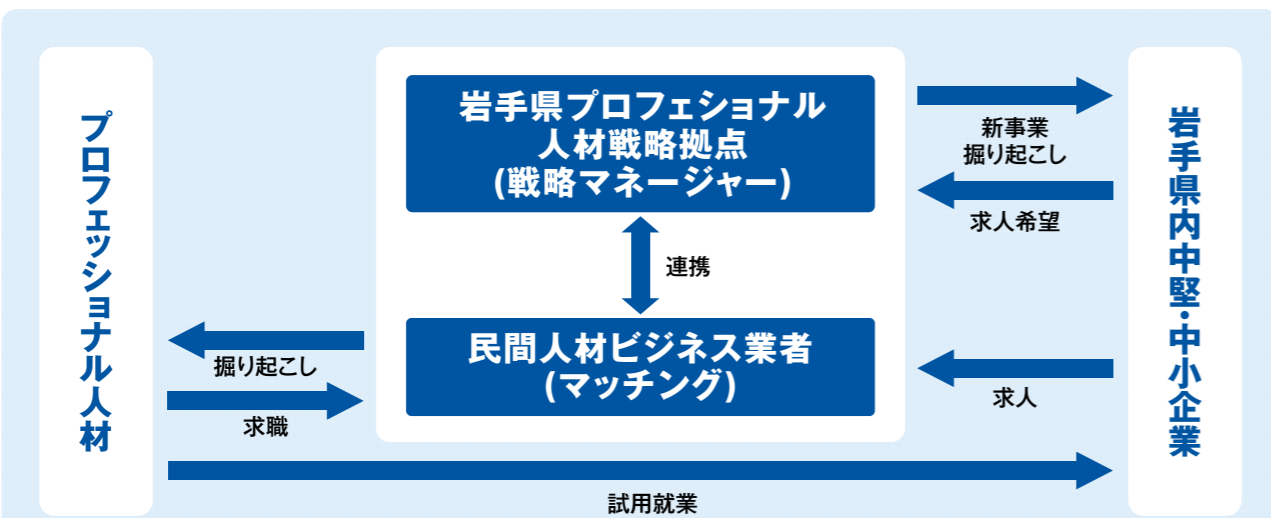 プロフェッショナル人材
岩手県プロフェショナル
人材戦略拠点
(戦略マネージャー)
連携
民間人材ビジネス業者
(マッチング)
掘り起こし
求職
新事業
掘り起こし
求人希望
求人
試用就業
岩手県内中堅・中小企業